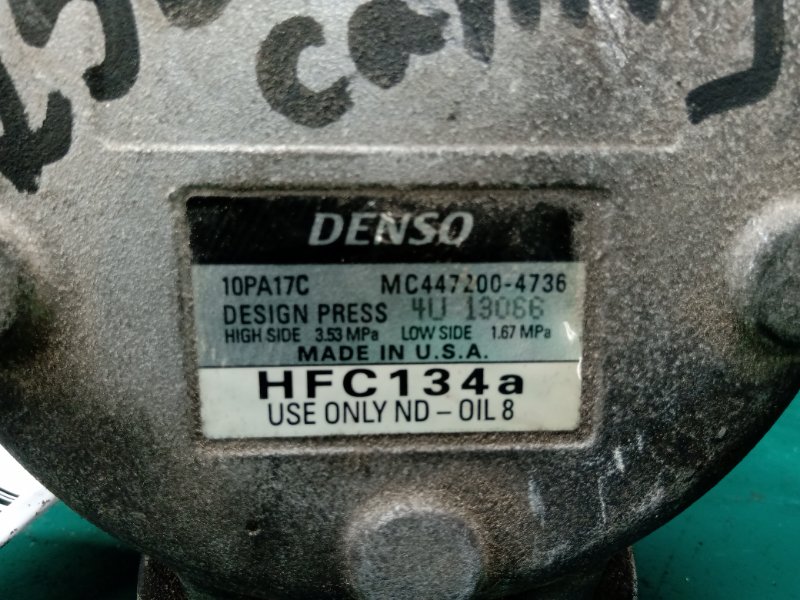 DENSO
10PA17C MC447200-4736
DESIGN PRESS 4U 13066
HIGH SIDE 3.53 MPa LOW SIDE 1.67 MPa
MADE IN U.S.A.
HFC134a
USE ONLY ND-OIL 8